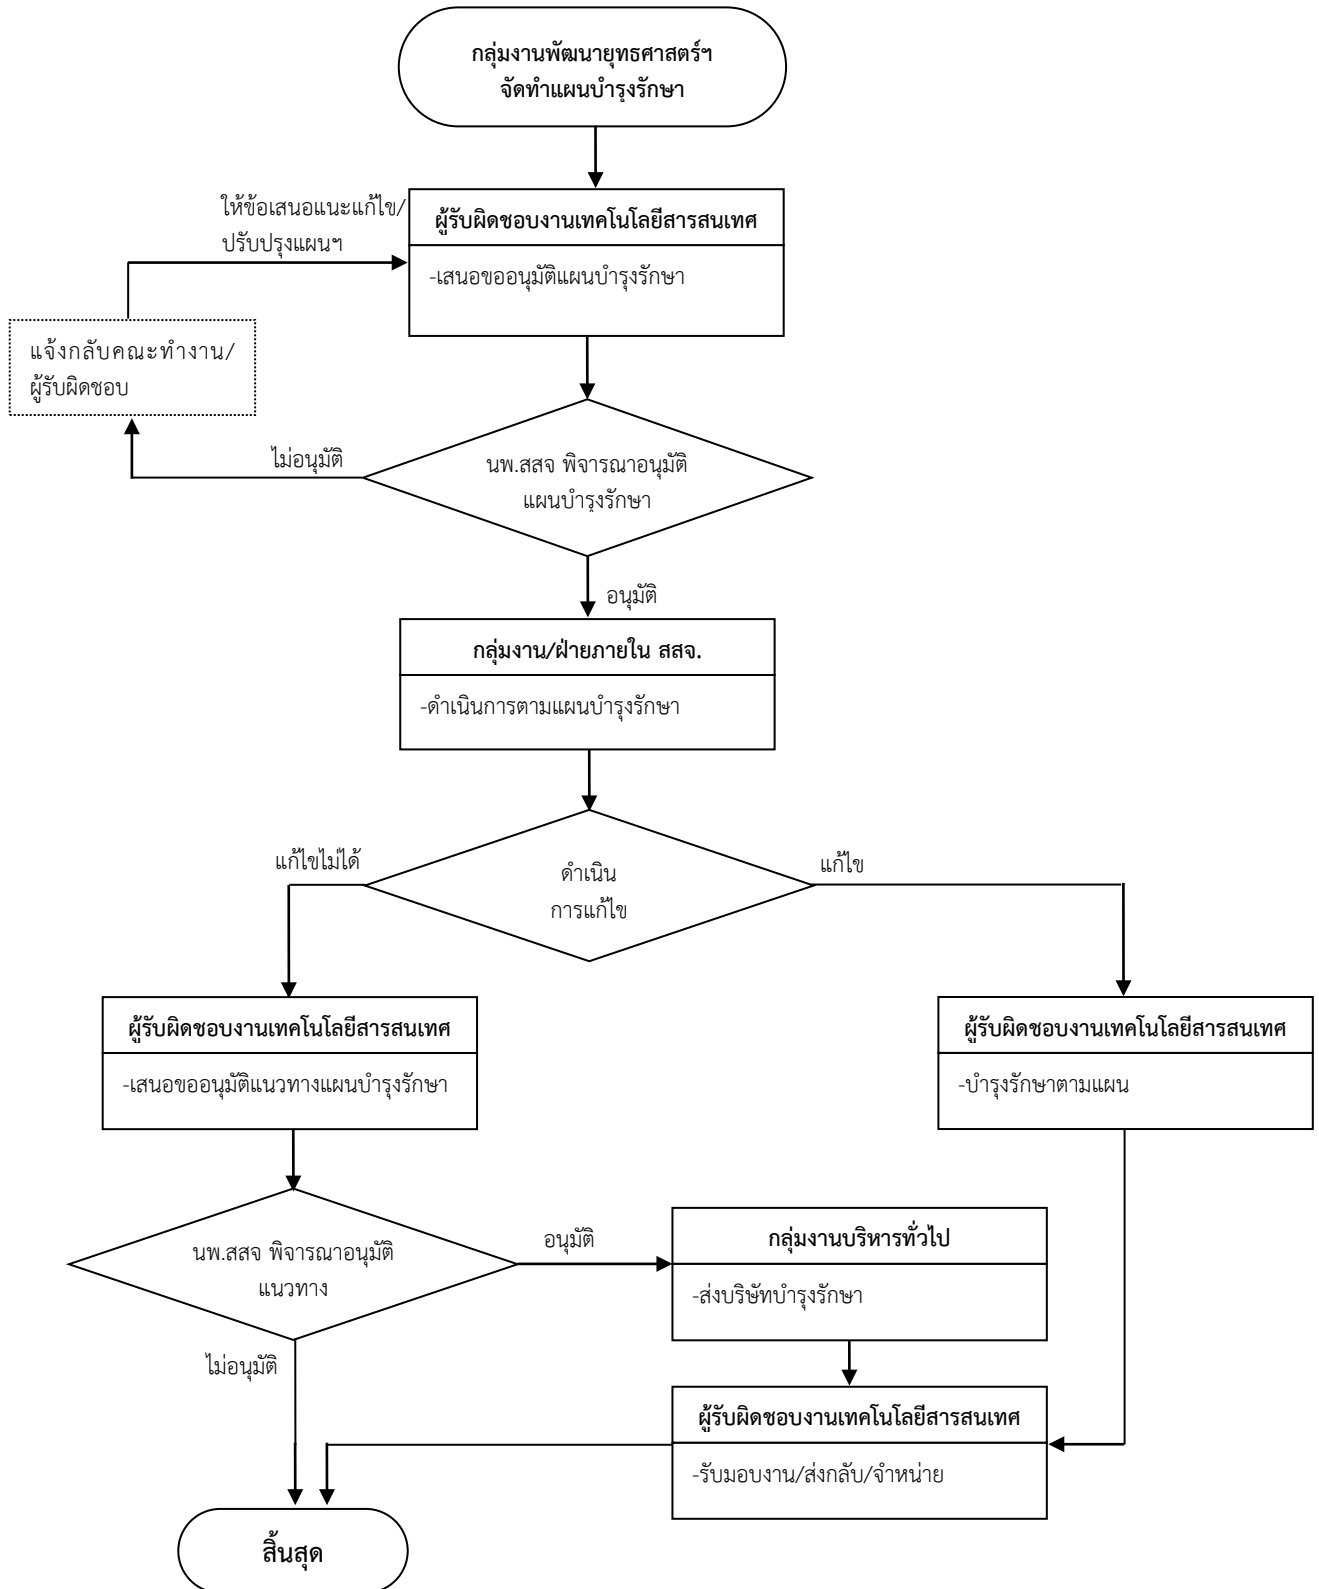 กลุ่มงานพัฒนายุทธศาสตร์ฯ
จัดทำแผนบำรุงรักษา
ให้ข้อเสนอแนะแก้ไข/
ปรับปรุงแผนฯ
ผู้รับผิดชอบงานเทคโนโลยีสารสนเทศ
-เสนอขออนุมัติแผนบำรุงรักษา
แจ้งกลับคณะทำงาน/
ผู้รับผิดชอบ
ไม่อนุมัติ
นพ.สสจ พิจารณาอนุมัติ
แผนบำรุงรักษา
อนุมัติ
กลุ่มงาน/ฝ่ายภายใน สสจ.
-ดำเนินการตามแผนบำรุงรักษา
แก้ไขไม่ได้
ดำเนิน
การแก้ไข
แก้ไข
ผู้รับผิดชอบงานเทคโนโลยีสารสนเทศ
-เสนอขออนุมัติแนวทางแผนบำรุงรักษา
ผู้รับผิดชอบงานเทคโนโลยีสารสนเทศ
-บำรุงรักษาตามแผน
นพ.สสจ พิจารณาอนุมัติ
แนวทาง
อนุมัติ
กลุ่มงานบริหารทั่วไป
-ส่งบริษัทบำรุงรักษา
ไม่อนุมัติ
ผู้รับผิดชอบงานเทคโนโลยีสารสนเทศ
-รับมอบงาน/ส่งกลับ/จำหน่าย
สิ้นสุด